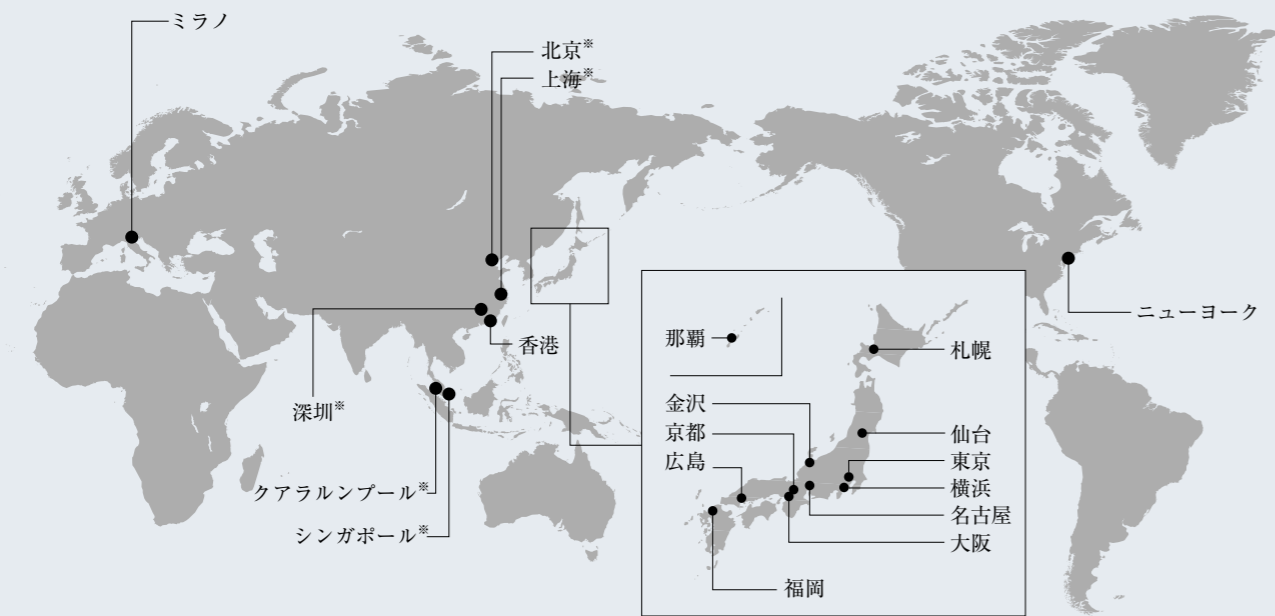 ミラノ
北京※
上海※
香港
深圳※
クアラルンプール※
シンガポール※
ニューヨーク
那覇
札幌
金沢
京都
広島
仙台
東京
横浜
名古屋
大阪
福岡